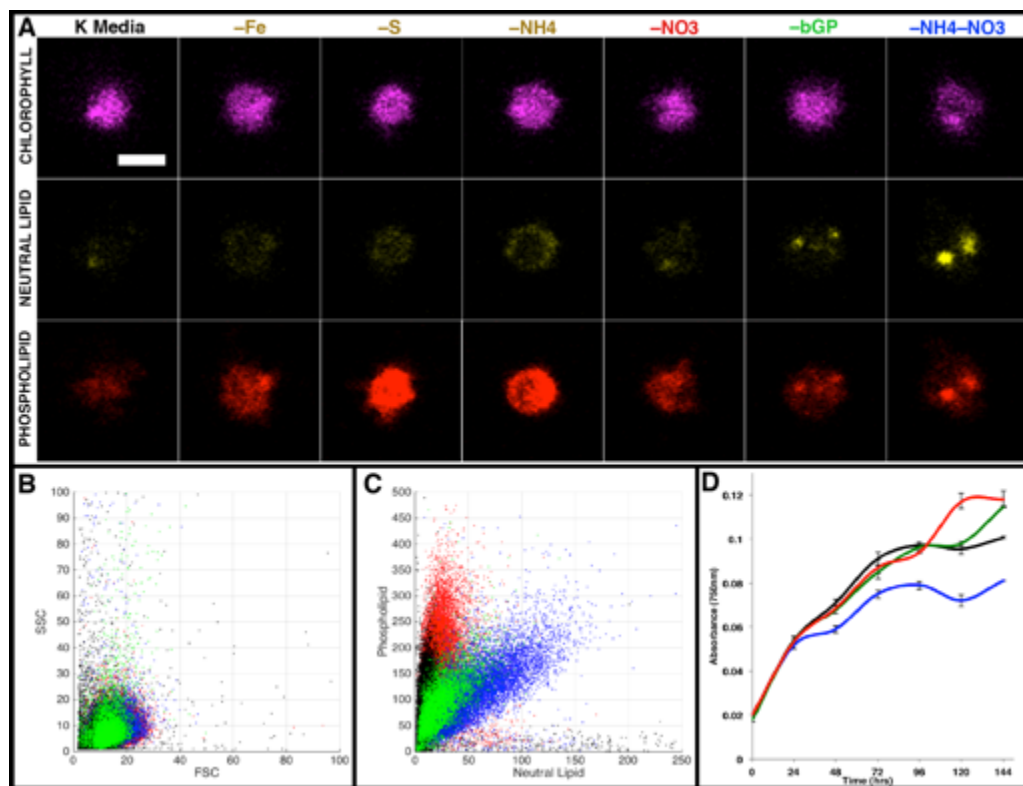 A K Media –Fe –S –NH4 –NO3 –bGP –NH4–NO3
CHLOROPHYLL
NEUTRAL LIPID
PHOSPHOLIPID
B
100
90
80
70
60
50
40
30
20
10
0
SSC
0 20 40 60 80 100
FSC
C
500
450
400
350
300
250
200
150
100
50
0
Phospholipid
0 50 100 150 200 250
Neutral Lipid
D
0.12
0.1
0.08
0.06
0.04
0.02
0
Absorbance (750nm)
0 24 48 72 96 120 144
Time (hrs)